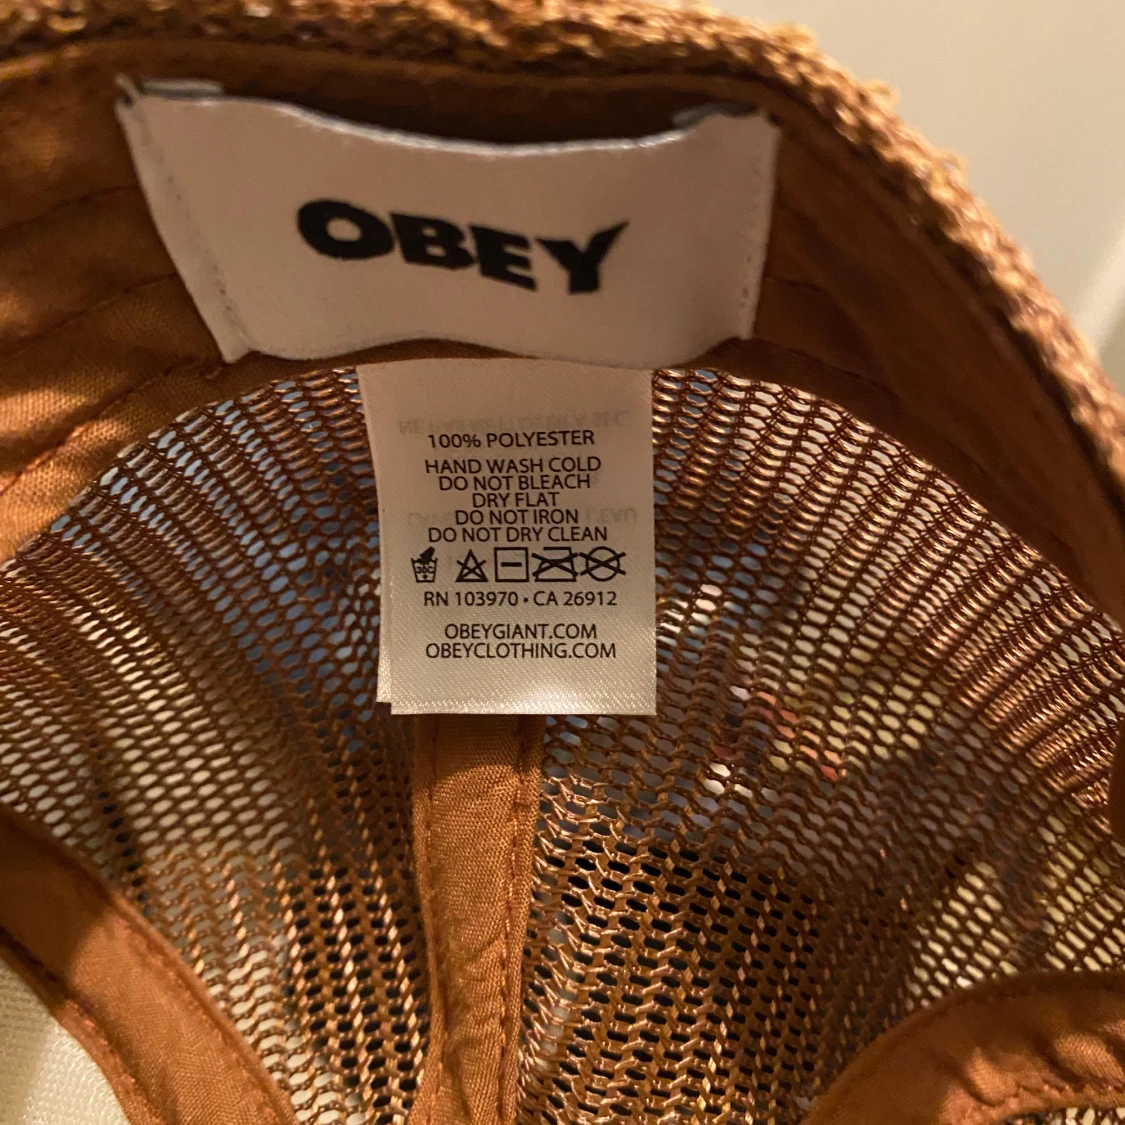 OBEY
100% POLYESTER
HAND WASH COLD
DO NOT BLEACH
DRY FLAT
DO NOT IRON
DO NOT DRY CLEAN
RN 103970 • CA 26912
OBEYGIANT.COM
OBEYCLOTHING.COM